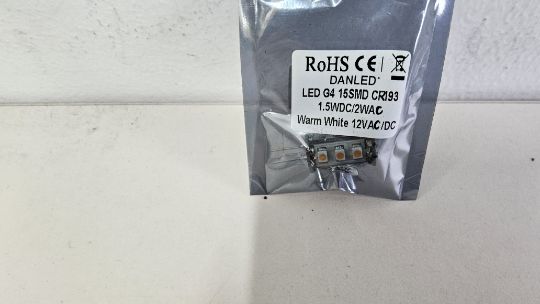 RoHS CE
DANLED
LED G4 15SMD CRI93
1.5WDC/2WAC
Warm White 12VAC/DC